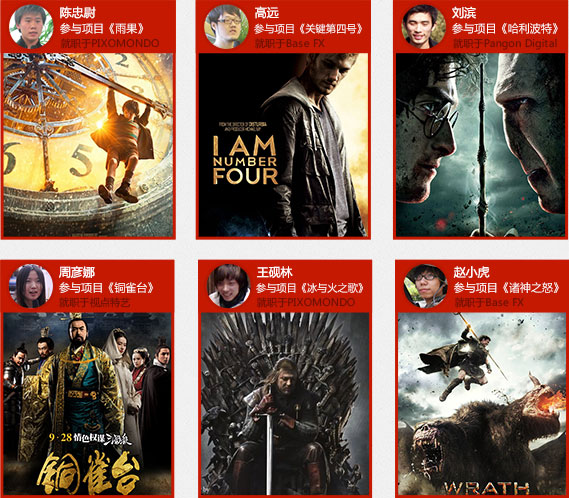 陈忠尉
参与项目《雨果》
就职于PIXOMONDO
高远
参与项目《关键第四号》
就职于Base FX
刘滨
参与项目《哈利波特》
就职于Pangon Digital
I AM
NUMBER
FOUR
周彦娜
参与项目《铜雀台》
就职于视点特艺
王砚林
参与项目《冰与火之歌》
就职于PIXOMONDO
赵小虎
参与项目《诸神之怒》
就职于Base FX
9·28 情色权谋
铜雀台
WRATH